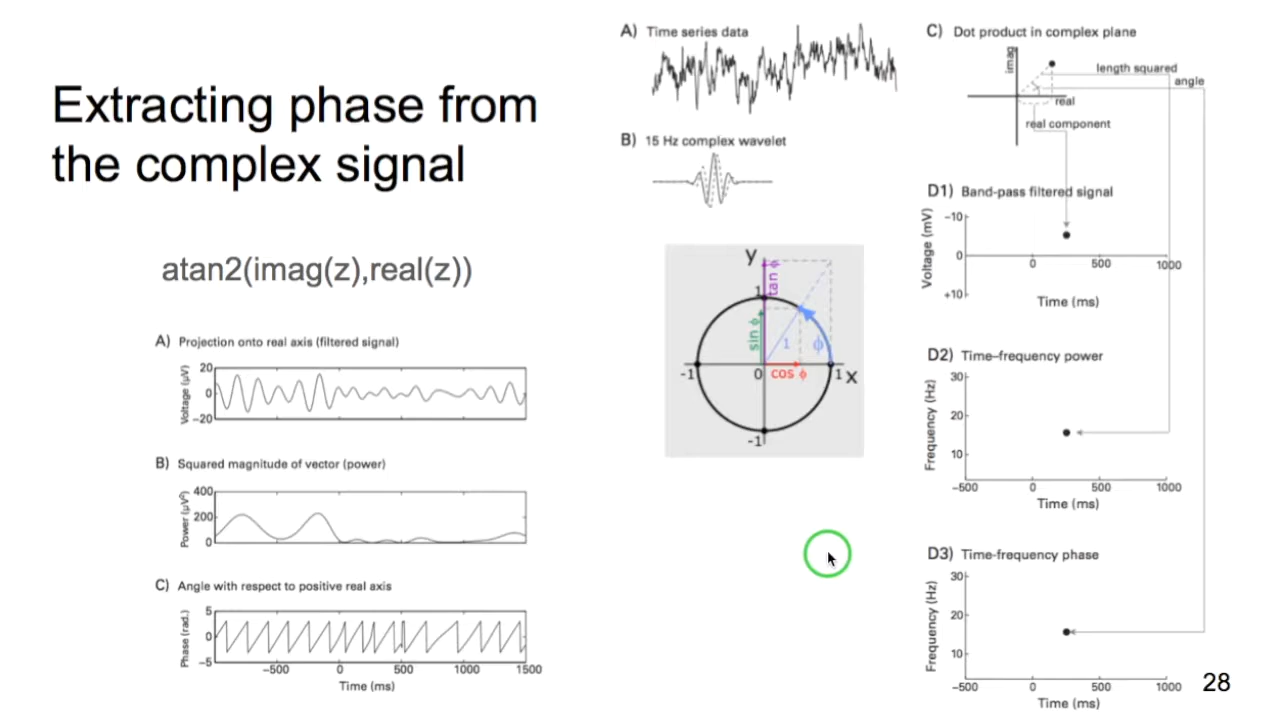 Extracting phase from
the complex signal
atan2(imag(z),real(z))
A) Projection onto real axis (filtered signal)
Voltage (µV)
20
0
−20
B) Squared magnitude of vector (power)
Power (µV²)
400
200
0
C) Angle with respect to positive real axis
Phase (rad.)
5
0
−5
−500 0 500 1000 1500
Time (ms)
A) Time series data
B) 15 Hz complex wavelet
y
tan ϕ
1
sin ϕ
1
ϕ
-1 0 cos ϕ 1 x
-1
C) Dot product in complex plane
imag
length squared
angle
real
real component
D1) Band-pass filtered signal
Voltage (mV)
−10
0
+10
0 500 1000
Time (ms)
D2) Time–frequency power
Frequency (Hz)
30
20
10
−500 0 500 1000
Time (ms)
D3) Time-frequency phase
Frequency (Hz)
30
20
10
−500 0 500 1000
Time (ms)
28